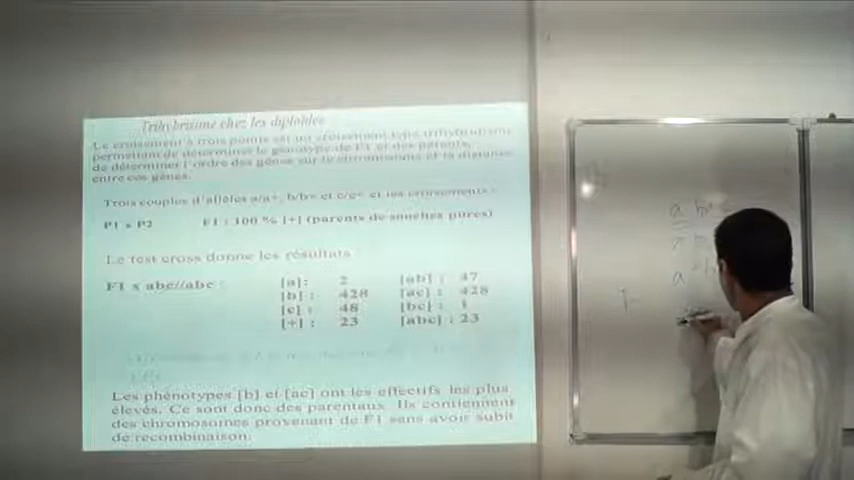 Trihybrisme chez les diploïdes
Le croisement à trois points est un croisement type trihybrisme
permettant de déterminer le génotype de F1 et des parents,
de déterminer l'ordre des gènes sur le chromosomes et la distance
entre ces gènes.
Trois couples d'allèles a/a+, b/b+ et c/c+ et les croisements :
P1 x P2 F1 : 100 % [+] (parents de souches pures)
Le test cross donne les résultats
F1 x abc//abc :
[a]: 2 [ab] : 47
[b] : 428 [ac] : 428
[c] : 48 [bc] : 1
[+] : 23 [abc] : 23
Les phénotypes [b] et [ac] ont les effectifs les plus
élevés. Ce sont donc des parentaux. Ils contiennent
des chromosomes provenant de F1 sans avoir subit
de recombinaison.
a b+
a